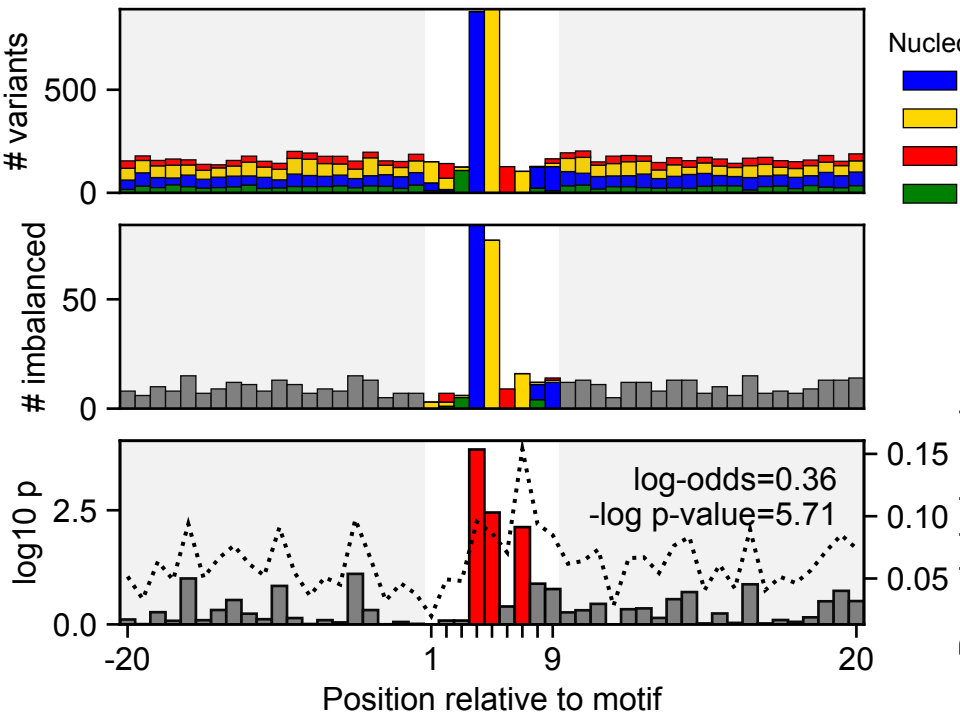 # variants
500
0
Nucleo
# imbalanced
50
0
log10 p
2.5
0.0
log-odds=0.36
-log p-value=5.71
0.15
0.10
0.05
-20
1
9
20
Position relative to motif